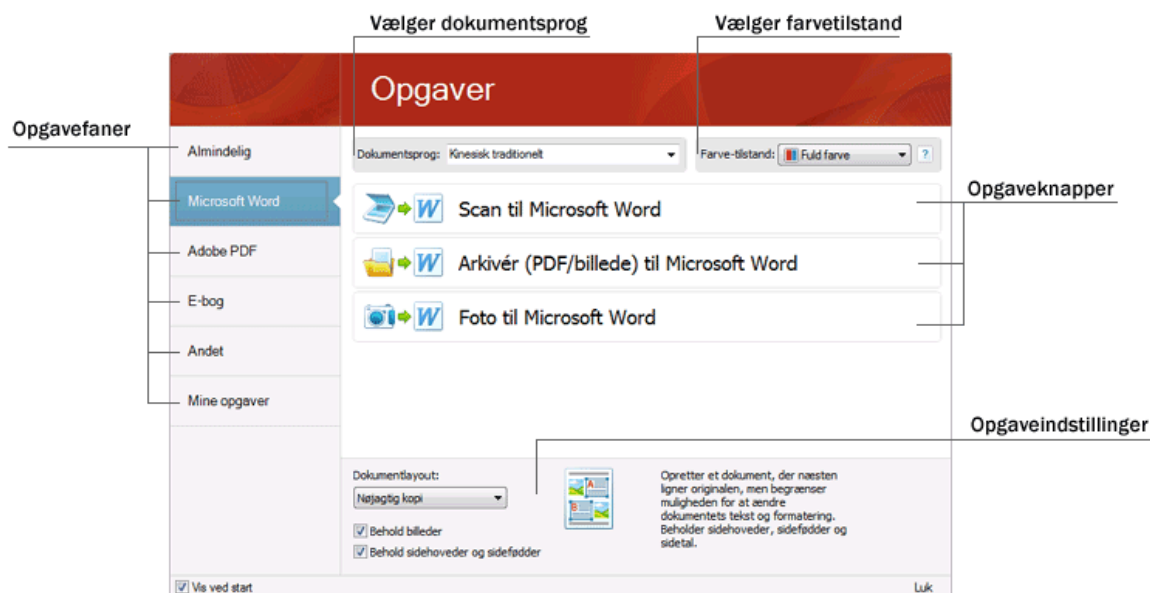 Vælger dokumentsprog
Vælger farvetilstand
Opgaver
Opgavefaner
Almindelig
Dokumentsprog: Kinesisk traditionelt
Farve-tilstand: Fuld farve ?
Microsoft Word
Scan til Microsoft Word
Opgaveknapper
Adobe PDF
Arkivér (PDF/billede) til Microsoft Word
E-bog
Foto til Microsoft Word
Andet
Mine opgaver
Opgaveindstillinger
Dokumentlayout:
Nøjagtig kopi
Behold billeder
Behold sidehoveder og sidefødder
A
B
Opretter et dokument, der næsten
ligner originalen, men begrænser
muligheden for at ændre
dokumentets tekst og formatering.
Beholder sidehoveder, sidefødder og
sidetal.
Vis ved start
Luk